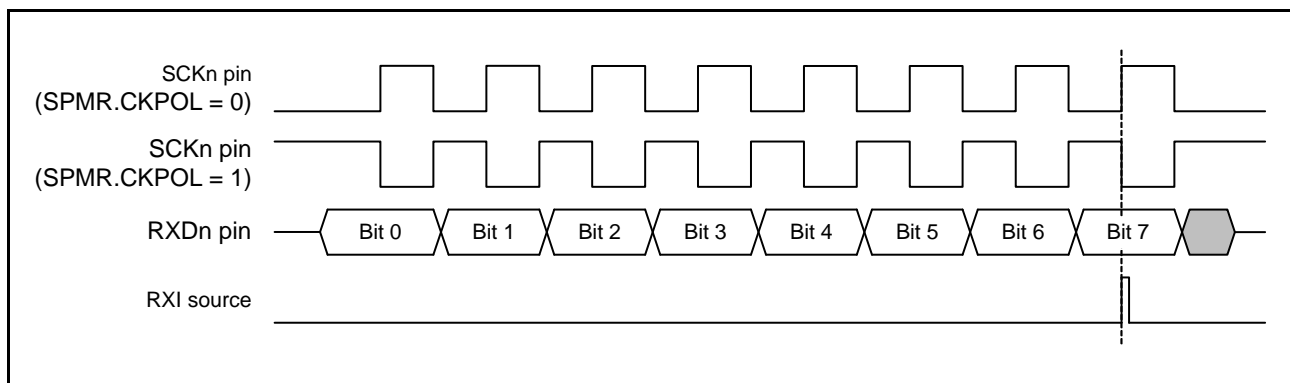 SCKn pin
(SPMR.CKPOL = 0)
SCKn pin
(SPMR.CKPOL = 1)
RXDn pin
Bit 0 Bit 1 Bit 2 Bit 3 Bit 4 Bit 5 Bit 6 Bit 7
RXI source